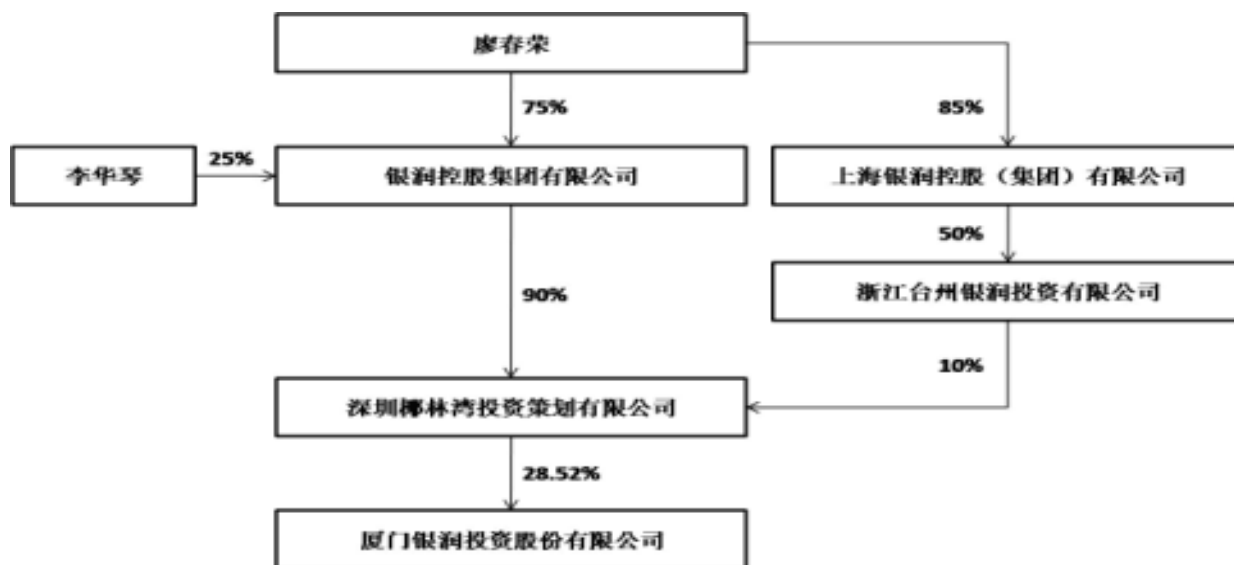 廖春荣
75%
85%
李华琴
25%
银润控股集团有限公司
上海银润控股（集团）有限公司
50%
浙江台州银润投资有限公司
90%
10%
深圳椰林湾投资策划有限公司
28.52%
厦门银润投资股份有限公司